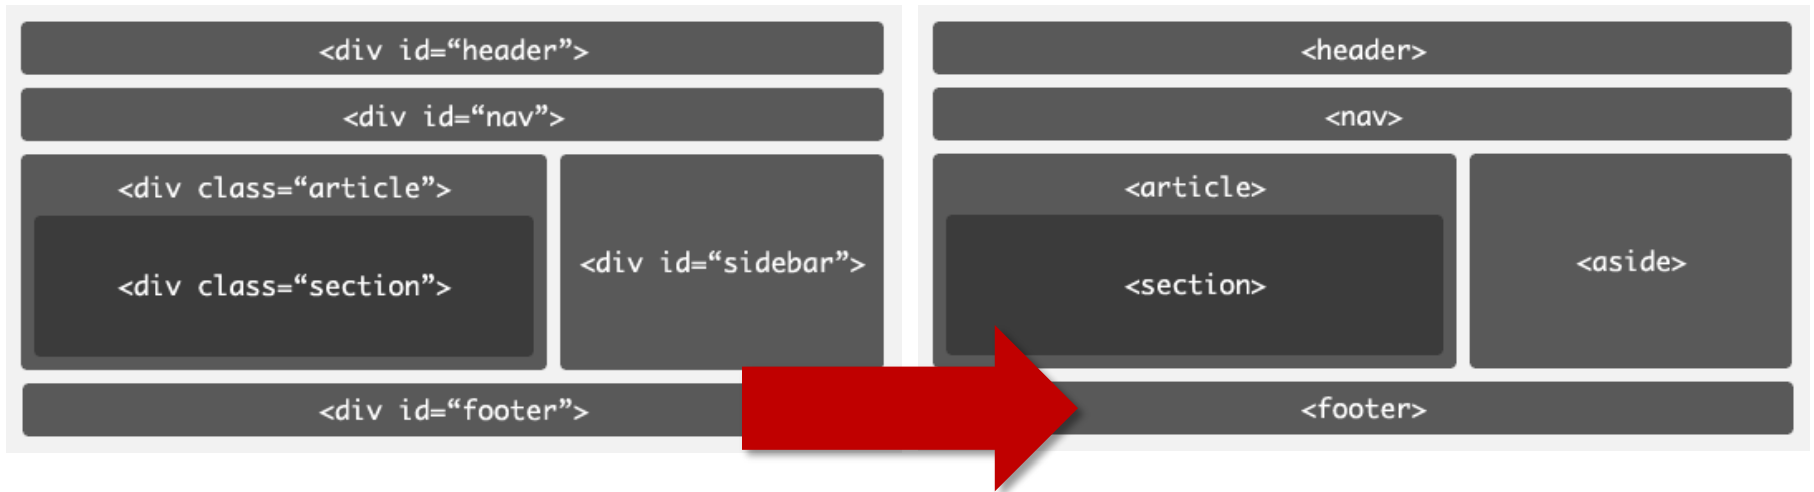 <div id=“header”>
<div id=“nav”>
<div class=“article”>
<div class=“section”>
<div id=“sidebar”>
<div id=“footer”>
<header>
<nav>
<article>
<section>
<aside>
<footer>